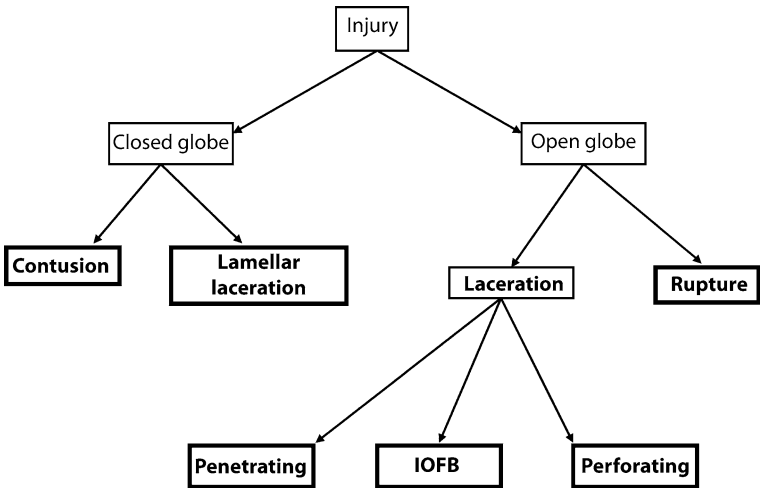 Injury
Closed globe
Open globe
Contusion
Lamellar
laceration
Laceration
Rupture
Penetrating
IOFB
Perforating